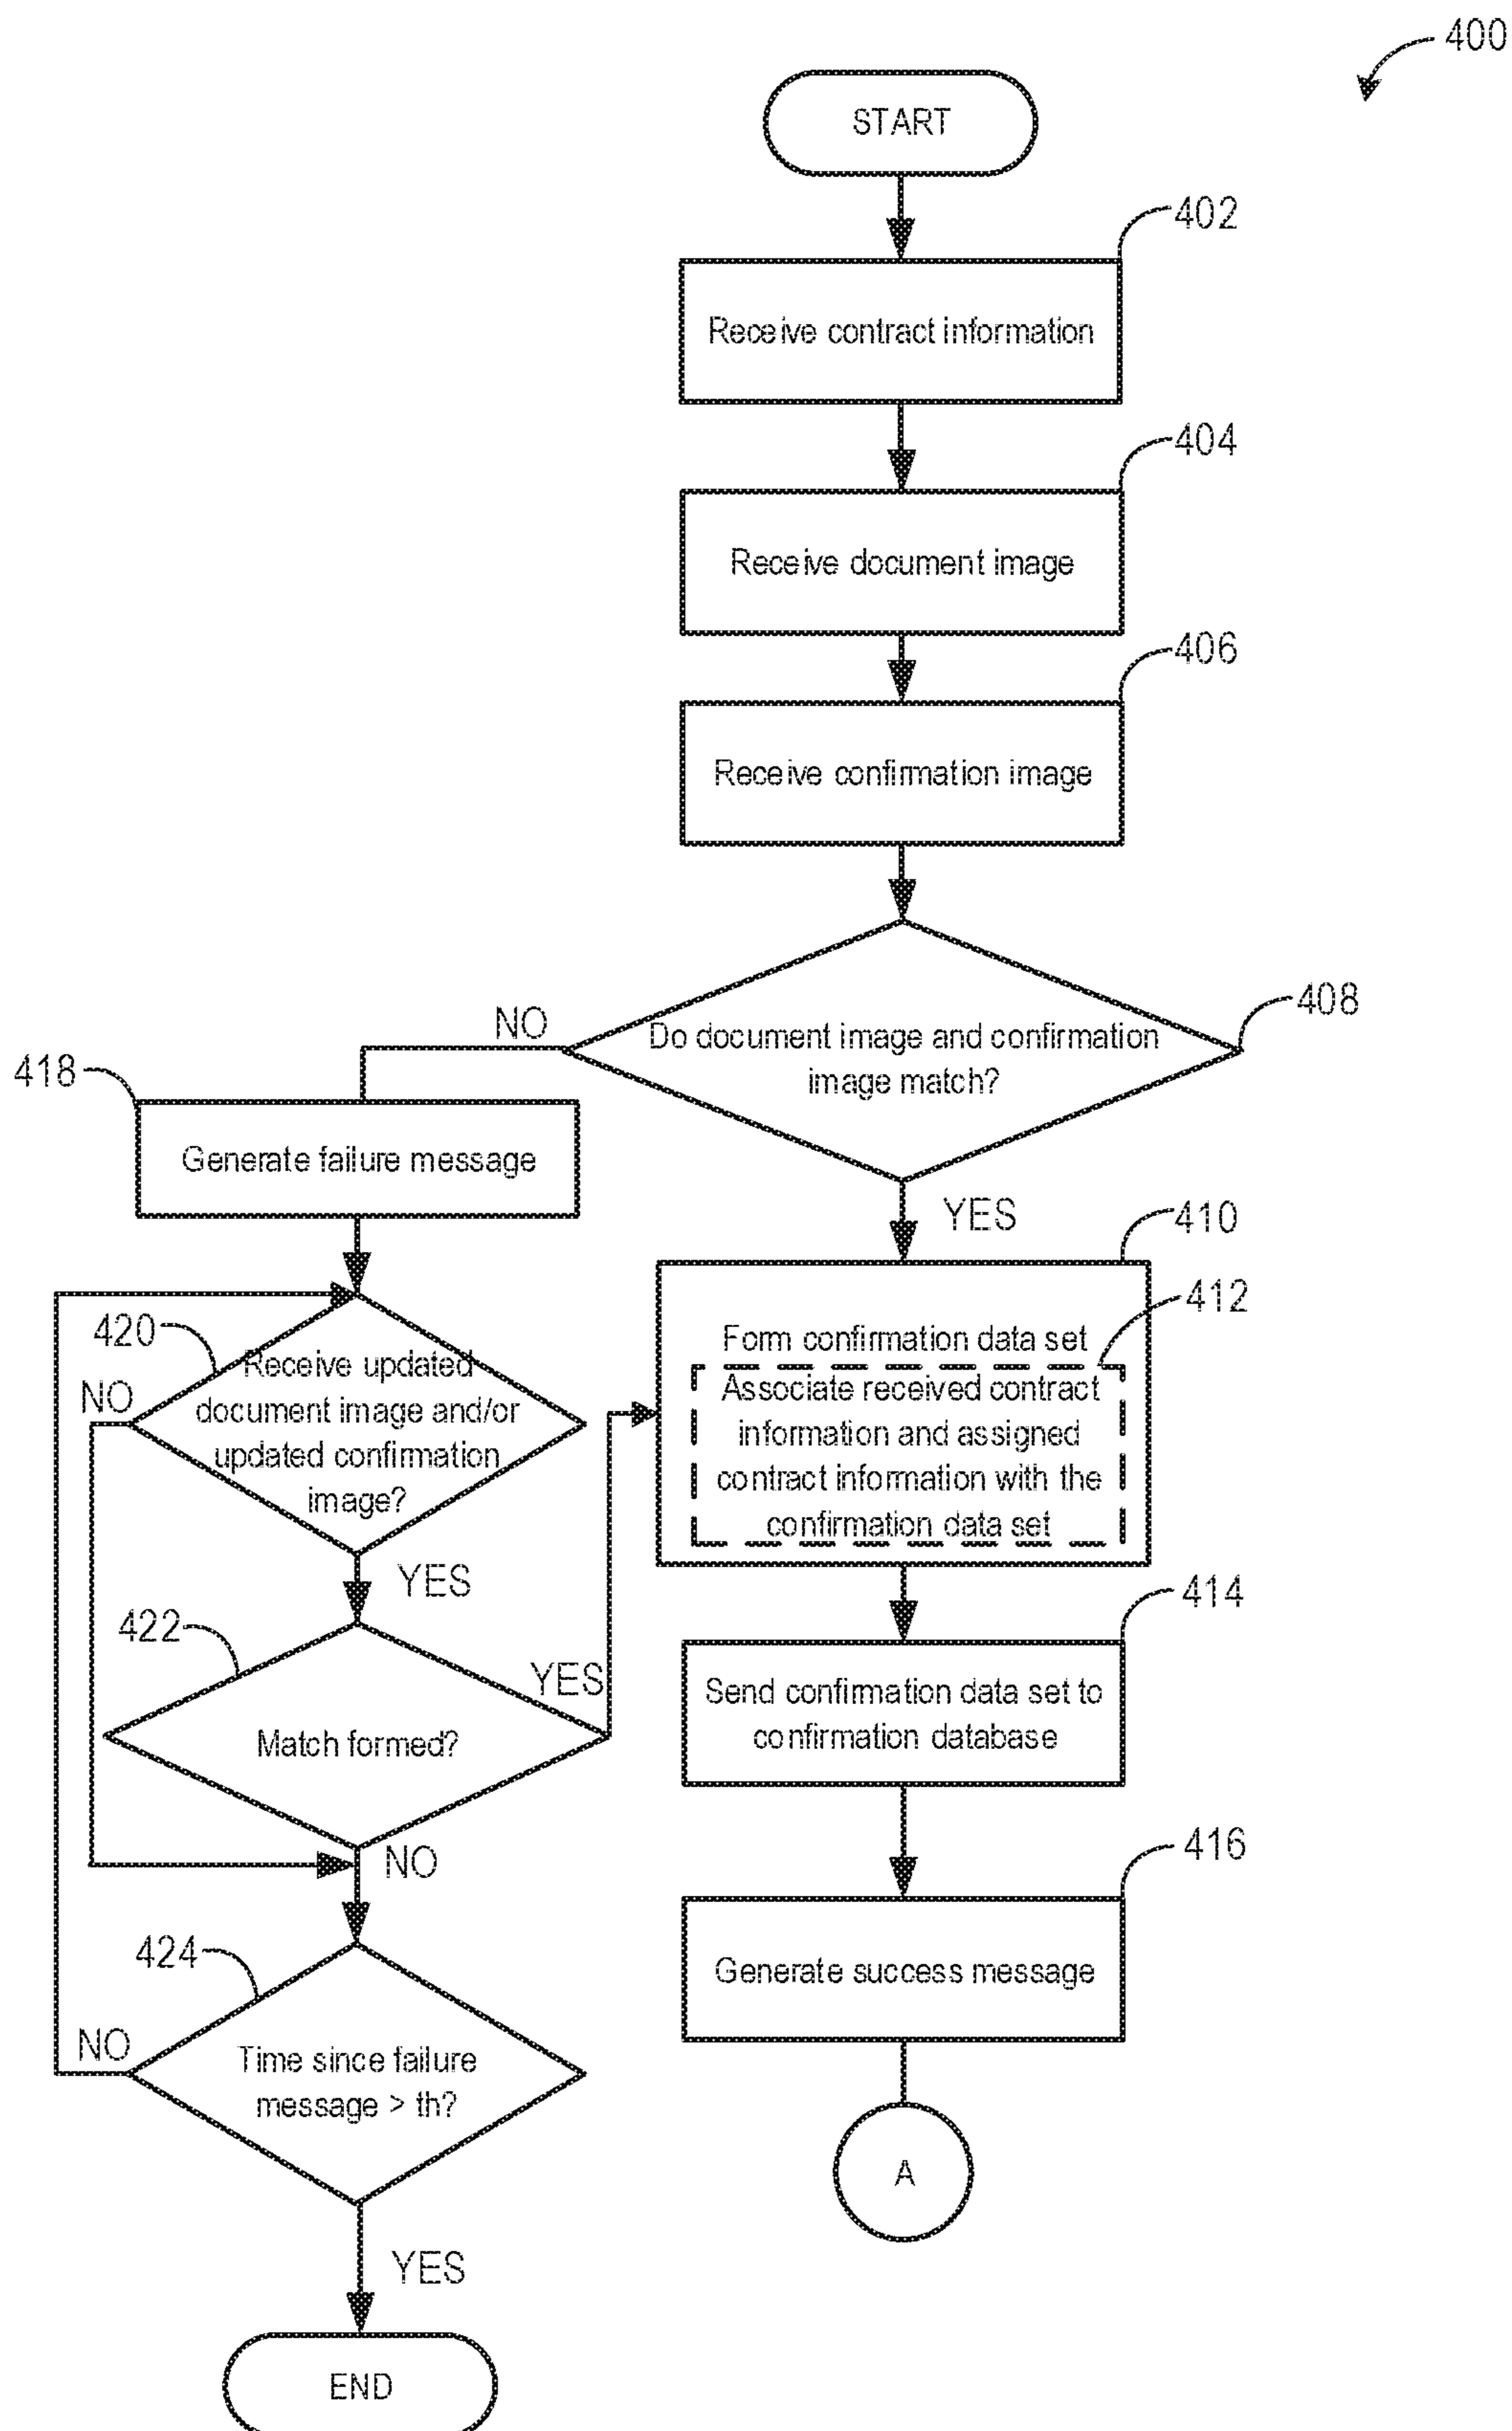 400
START
402
Receive contract information
404
Receive document image
406
Receive confirmation image
408
Do document image and confirmation
image match?
NO
YES
418
Generate failure message
410
412
Form confirmation data set
Associate received contract
information and assigned
contract information with the
confirmation data set
420
NO
Receive updated
document image and/or
updated confirmation
image?
YES
422
YES
Match formed?
NO
414
Send confirmation data set to
confirmation database
416
Generate success message
424
NO
Time since failure
message > th?
A
YES
END